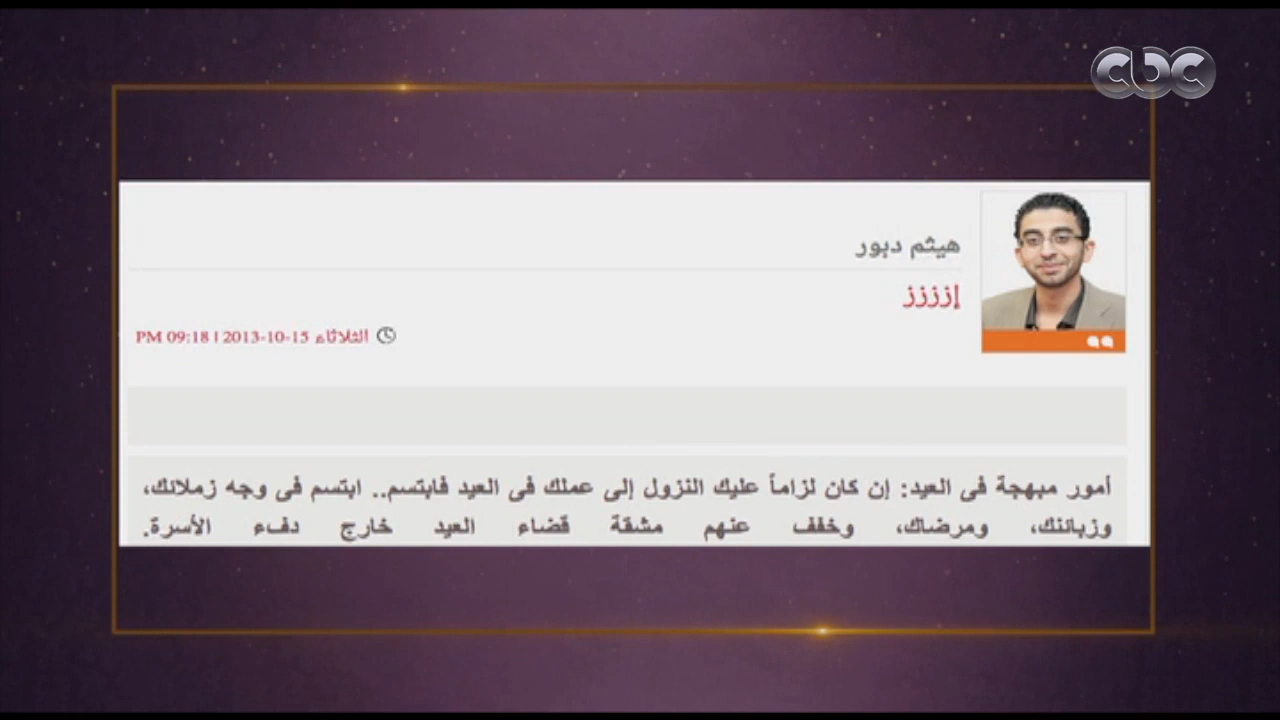 cbc
هيثم دبور
إزززز
الثلاثاء 15-10-2013 | 09:18 PM
أمور مبهجة فى العيد: إن كان لزاماً عليك النزول إلى عملك فى العيد فابتسم.. ابتسم فى وجه زملائك،
وزبائنك، ومرضاك، وخفف عنهم مشقة قضاء العيد خارج دفء الأسرة.